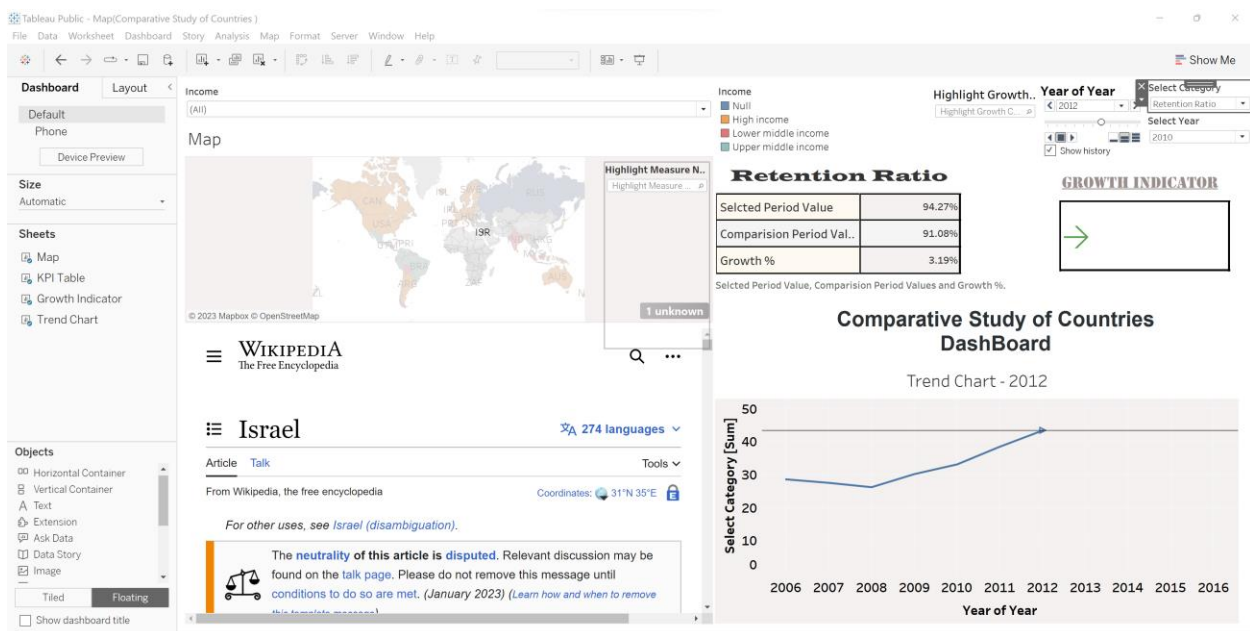 Tableau Public - Map(Comparative Study of Countries )
File Data Worksheet Dashboard Story Analysis Map Format Server Window Help
Show Me
Dashboard Layout
Default
Phone
Device Preview
Size
Automatic
Sheets
Map
KPI Table
Growth Indicator
Trend Chart
Objects
Horizontal Container
Vertical Container
Text
Extension
Ask Data
Data Story
Image
Tiled Floating
Show dashboard title
Income
(All)
Map
CAN
USA
PRI
BRA
ARG
ISR
RUS
ZAF
Highlight Measure N..
Highlight Measure ..
1 unknown
© 2023 Mapbox © OpenStreetMap
WIKIPEDIA
The Free Encyclopedia
Israel
274 languages
Article Talk
Tools
From Wikipedia, the free encyclopedia
Coordinates: 31°N 35°E
For other uses, see Israel (disambiguation).
The neutrality of this article is disputed. Relevant discussion may be
found on the talk page. Please do not remove this message until
conditions to do so are met. (January 2023) (Learn how and when to remove
this template message)
Income
Null
High income
Lower middle income
Upper middle income
Highlight Growth..
Highlight Growth C..
Year of Year
2012
Show history
Select Category
Retention Ratio
Select Year
2010
Retention Ratio
Selcted Period Value 94.27%
Comparision Period Val.. 91.08%
Growth % 3.19%
Selcted Period Value, Comparision Period Values and Growth %.
GROWTH INDICATOR
Comparative Study of Countries
DashBoard
Trend Chart - 2012
Select Category [Sum]
50
40
30
20
10
0
2006 2007 2008 2009 2010 2011 2012 2013 2014 2015 2016
Year of Year